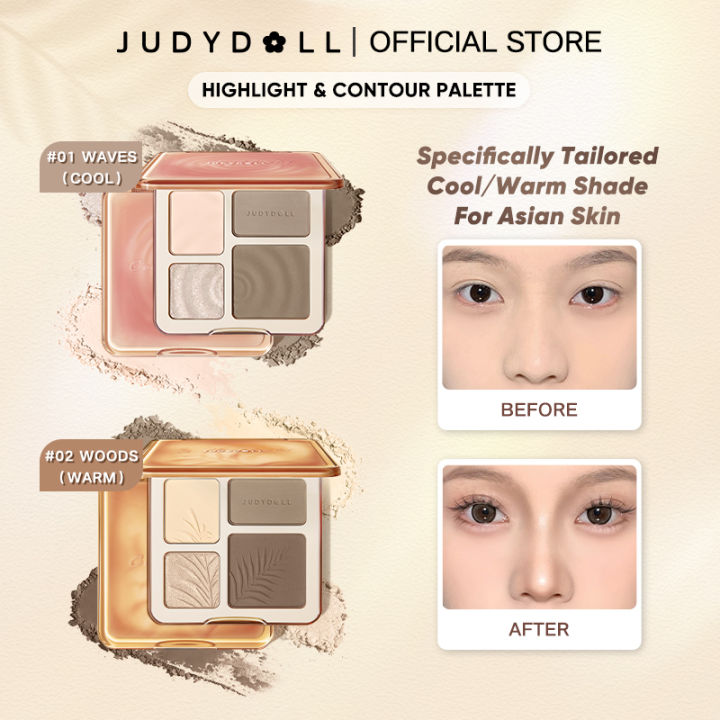 JUDYDOLL | OFFICIAL STORE
HIGHLIGHT & CONTOUR PALETTE
#01 WAVES
(COOL)
JUDYDOLL
Specifically Tailored
Cool/Warm Shade
For Asian Skin
BEFORE
#02 WOODS
(WARM)
JUDYDOLL
AFTER